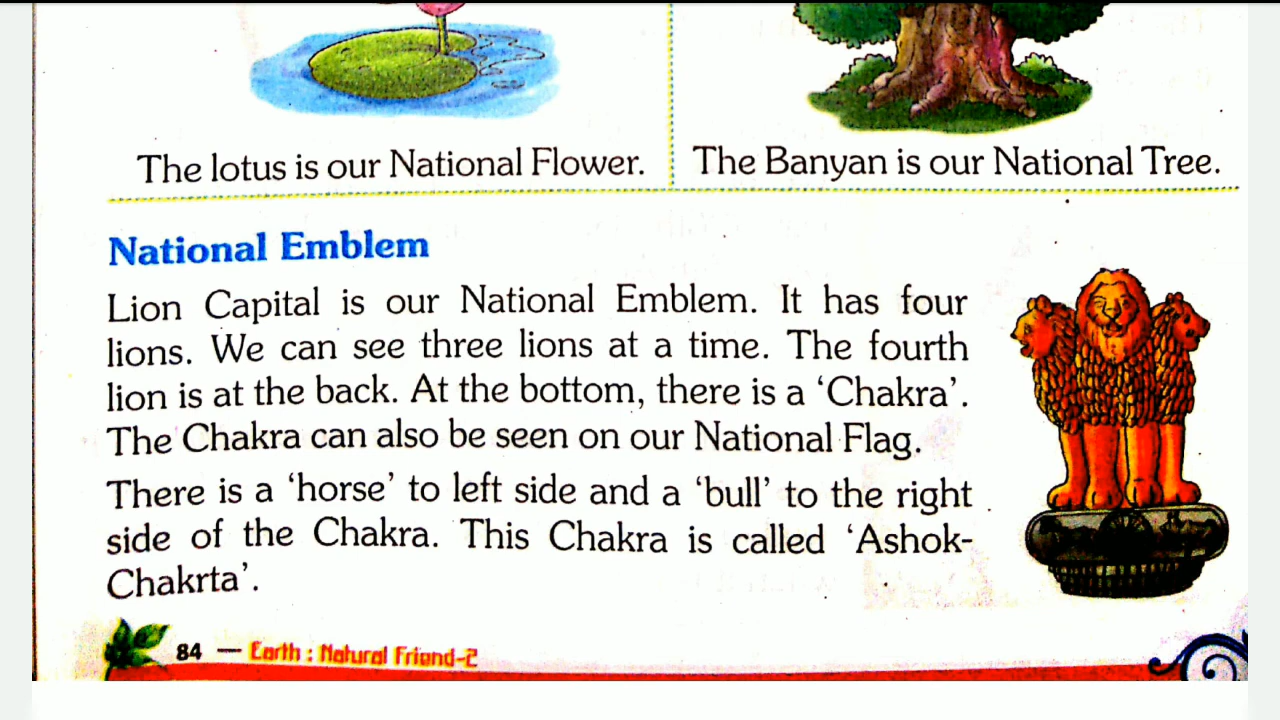 The lotus is our National Flower.
The Banyan is our National Tree.
National Emblem
Lion Capital is our National Emblem. It has four
lions. We can see three lions at a time. The fourth
lion is at the back. At the bottom, there is a ‘Chakra’.
The Chakra can also be seen on our National Flag.
There is a ‘horse’ to left side and a ‘bull’ to the right
side of the Chakra. This Chakra is called ‘Ashok-
Chakrta’.
84 — Earth : Natural Friend-2